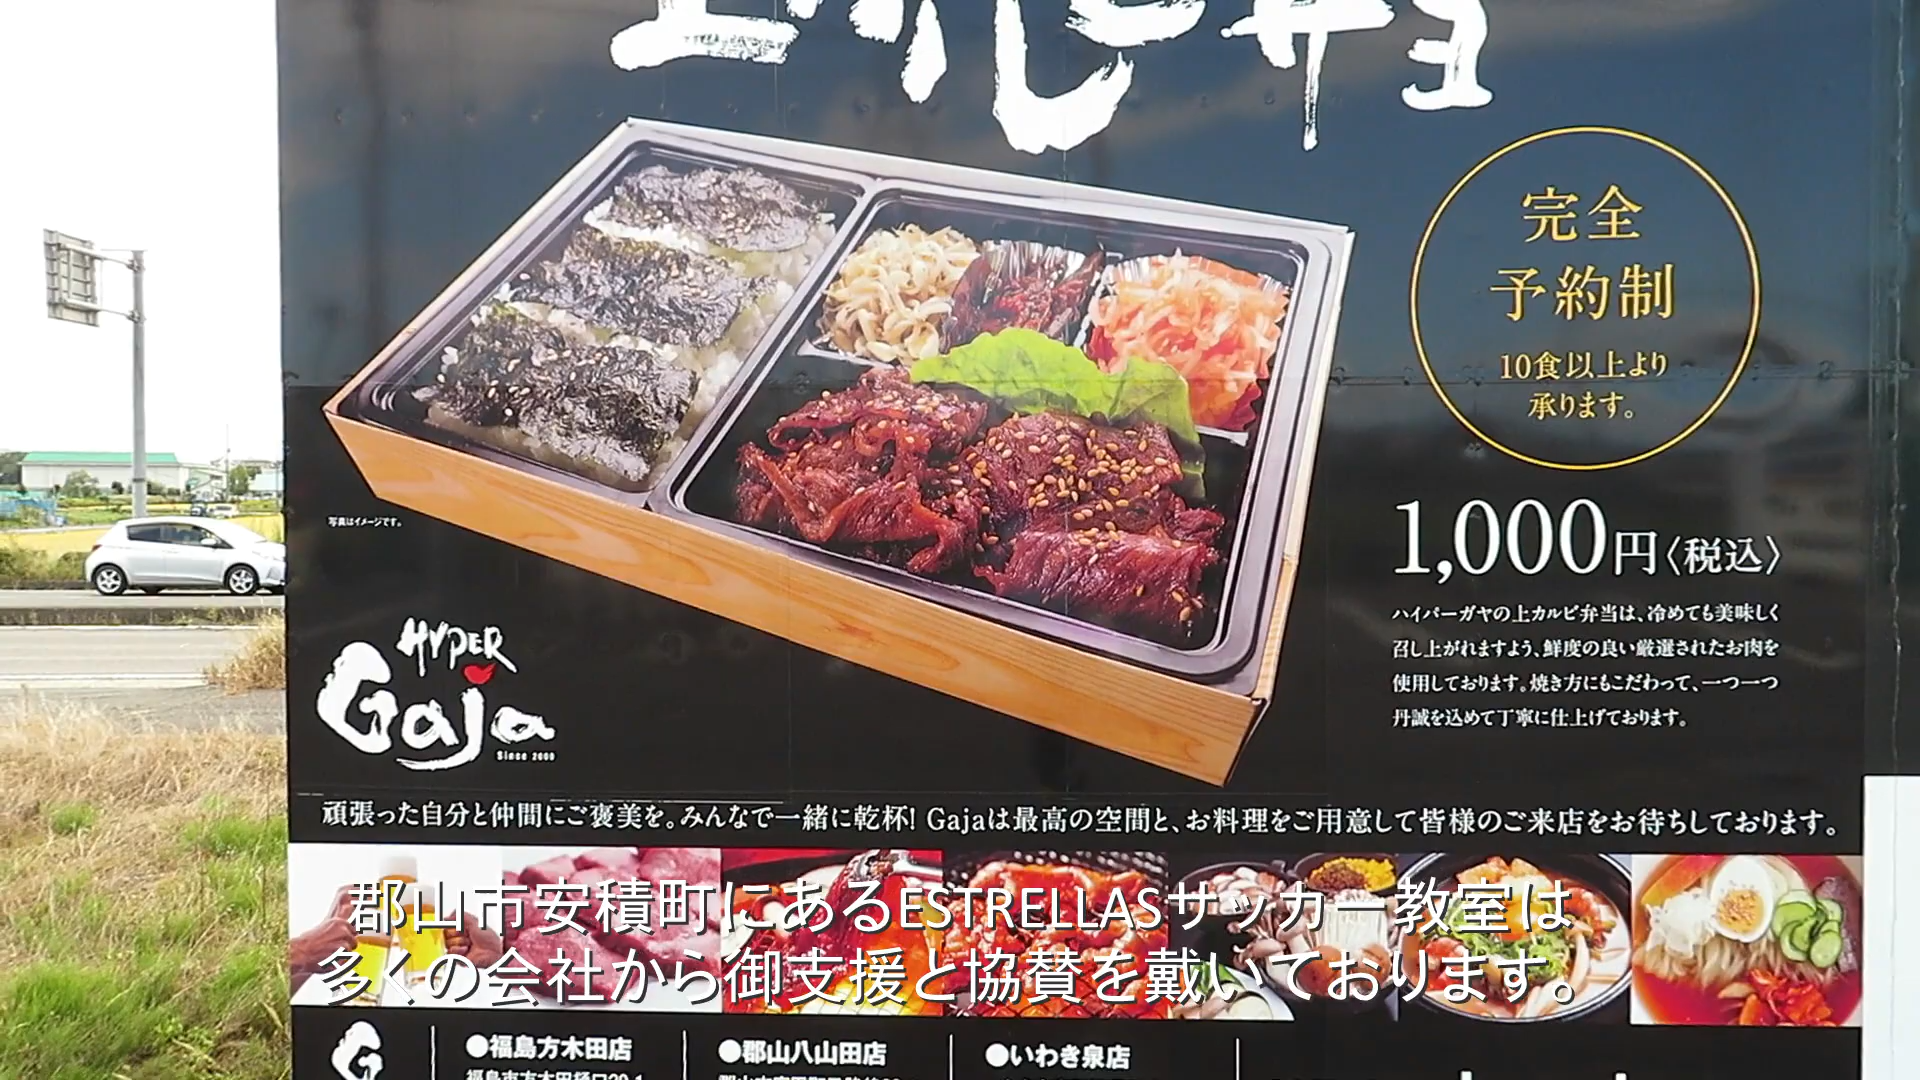 上カルビ弁当
完全
予約制
10食以上より
承ります。
1,000円〈税込〉
ハイパーガヤの上カルビ弁当は、冷めても美味しく
召し上がれますよう、鮮度の良い厳選されたお肉を
使用しております。焼き方にもこだわって、一つ一つ
丹誠を込めて丁寧に仕上げております。
写真はイメージです。
HYPER
Gaja
Since 2000
頑張った自分と仲間にご褒美を。みんなで一緒に乾杯! Gajaは最高の空間と、お料理をご用意して皆様のご来店をお待ちしております。
郡山市安積町にあるESTRELLASサッカー教室は
多くの会社から御支援と協賛を戴いております。
G
●福島方木田店
●郡山八山田店
●いわき泉店